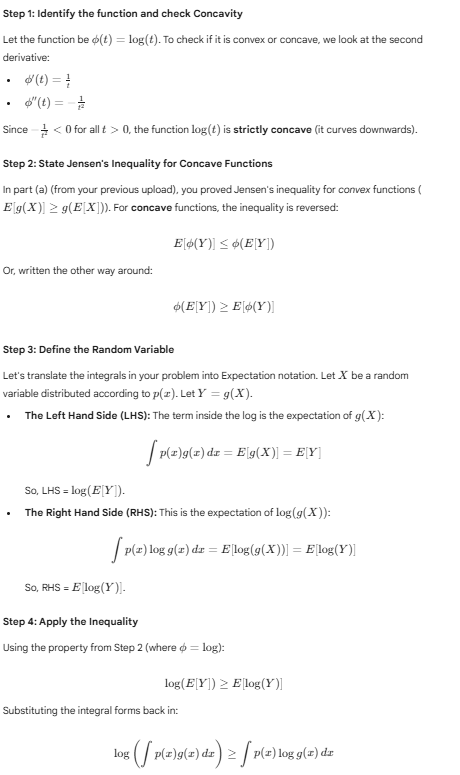 Step 1: Identify the function and check Concavity
Let the function be ϕ(t) = log(t). To check if it is convex or concave, we look at the second
derivative:
• ϕ′(t) = 1/t
• ϕ′′(t) = −1/t²
Since −1/t² < 0 for all t > 0, the function log(t) is strictly concave (it curves downwards).
Step 2: State Jensen's Inequality for Concave Functions
In part (a) (from your previous upload), you proved Jensen's inequality for convex functions (
E[g(X)] ≥ g(E[X])). For concave functions, the inequality is reversed:
E[ϕ(Y)] ≤ ϕ(E[Y])
Or, written the other way around:
ϕ(E[Y]) ≥ E[ϕ(Y)]
Step 3: Define the Random Variable
Let's translate the integrals in your problem into Expectation notation. Let X be a random
variable distributed according to p(x). Let Y = g(X).
• The Left Hand Side (LHS): The term inside the log is the expectation of g(X):
∫ p(x)g(x) dx = E[g(X)] = E[Y]
So, LHS = log(E[Y]).
• The Right Hand Side (RHS): This is the expectation of log(g(X)):
∫ p(x) log g(x) dx = E[log(g(X))] = E[log(Y)]
So, RHS = E[log(Y)].
Step 4: Apply the Inequality
Using the property from Step 2 (where ϕ = log):
log(E[Y]) ≥ E[log(Y)]
Substituting the integral forms back in:
log (∫ p(x)g(x) dx) ≥ ∫ p(x) log g(x) dx